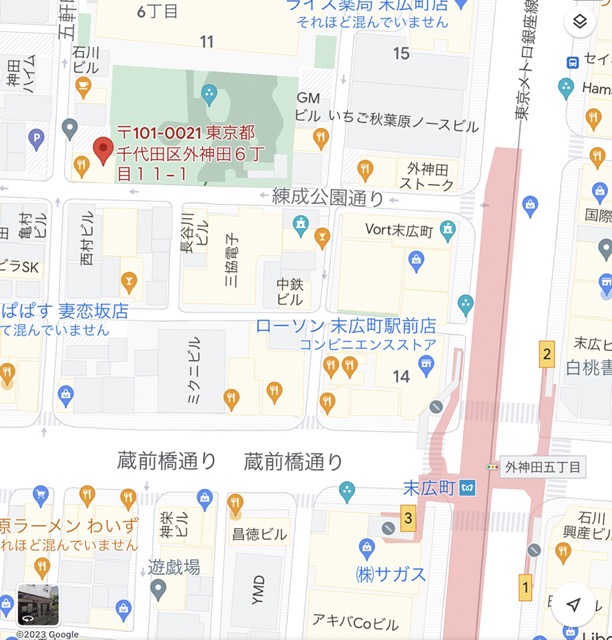 ライズ薬局 末広町店
それほど混んでいません
6丁目
五軒町
11
15
石川
ビル
神田
ハイム
セイ
東京メトロ銀座線
Hama
GM
ビル
いちご秋葉原ノースビル
P
〒101-0021 東京都
千代田区外神田６丁
目１１−１
外神田
ストーク
練成公園通り
国際
亀村
ビル
西村ビル
長谷川
ビル
三協電子
Vort末広町
田
ビラSK
中鉄
ビル
ぱぱす 妻恋坂店
て混んでいません
ローソン 末広町駅前店
コンビニエンスストア
末広ビ
白桃書
2
ミクニビル
14
蔵前橋通り
蔵前橋通り
外神田五丁目
末広町
3
原ラーメン わいず
れほど混んでいません
神栄
ビル
昌徳ビル
石川
興産ビル
遊戯場
YMD
㈱サガス
1
アキバCoビル
Libe
©2023 Google